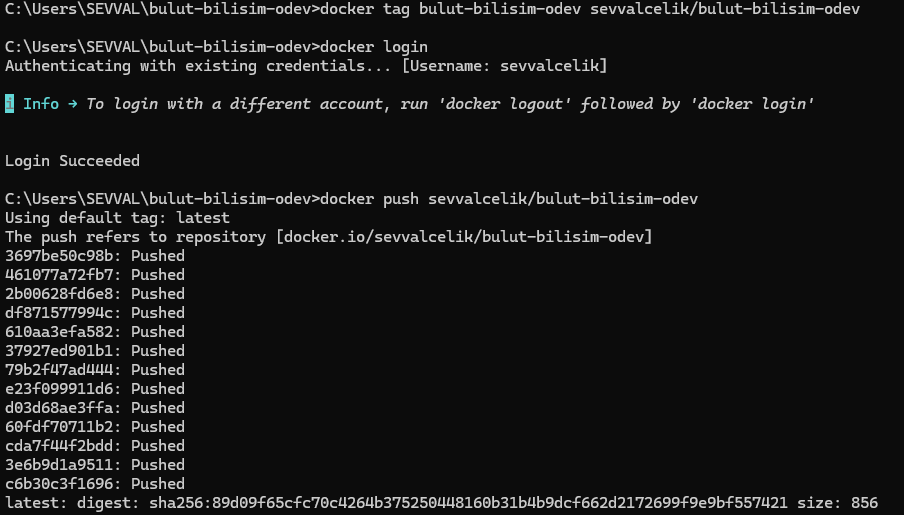 C:\Users\SEVVAL\bulut-bilisim-odev>docker tag bulut-bilisim-odev sevvalcelik/bulut-bilisim-odev
C:\Users\SEVVAL\bulut-bilisim-odev>docker login
Authenticating with existing credentials... [Username: sevvalcelik]
i Info → To login with a different account, run 'docker logout' followed by 'docker login'
Login Succeeded
C:\Users\SEVVAL\bulut-bilisim-odev>docker push sevvalcelik/bulut-bilisim-odev
Using default tag: latest
The push refers to repository [docker.io/sevvalcelik/bulut-bilisim-odev]
3697be50c98b: Pushed
461077a72fb7: Pushed
2b00628fd6e8: Pushed
df871577994c: Pushed
610aa3efa582: Pushed
37927ed901b1: Pushed
79b2f47ad444: Pushed
e23f099911d6: Pushed
d03d68ae3ffa: Pushed
60fdf70711b2: Pushed
cda7f44f2bdd: Pushed
3e6b9d1a9511: Pushed
c6b30c3f1696: Pushed
latest: digest: sha256:89d09f65cfc70c4264b375250448160b31b4b9dcf662d2172699f9e9bf557421 size: 856